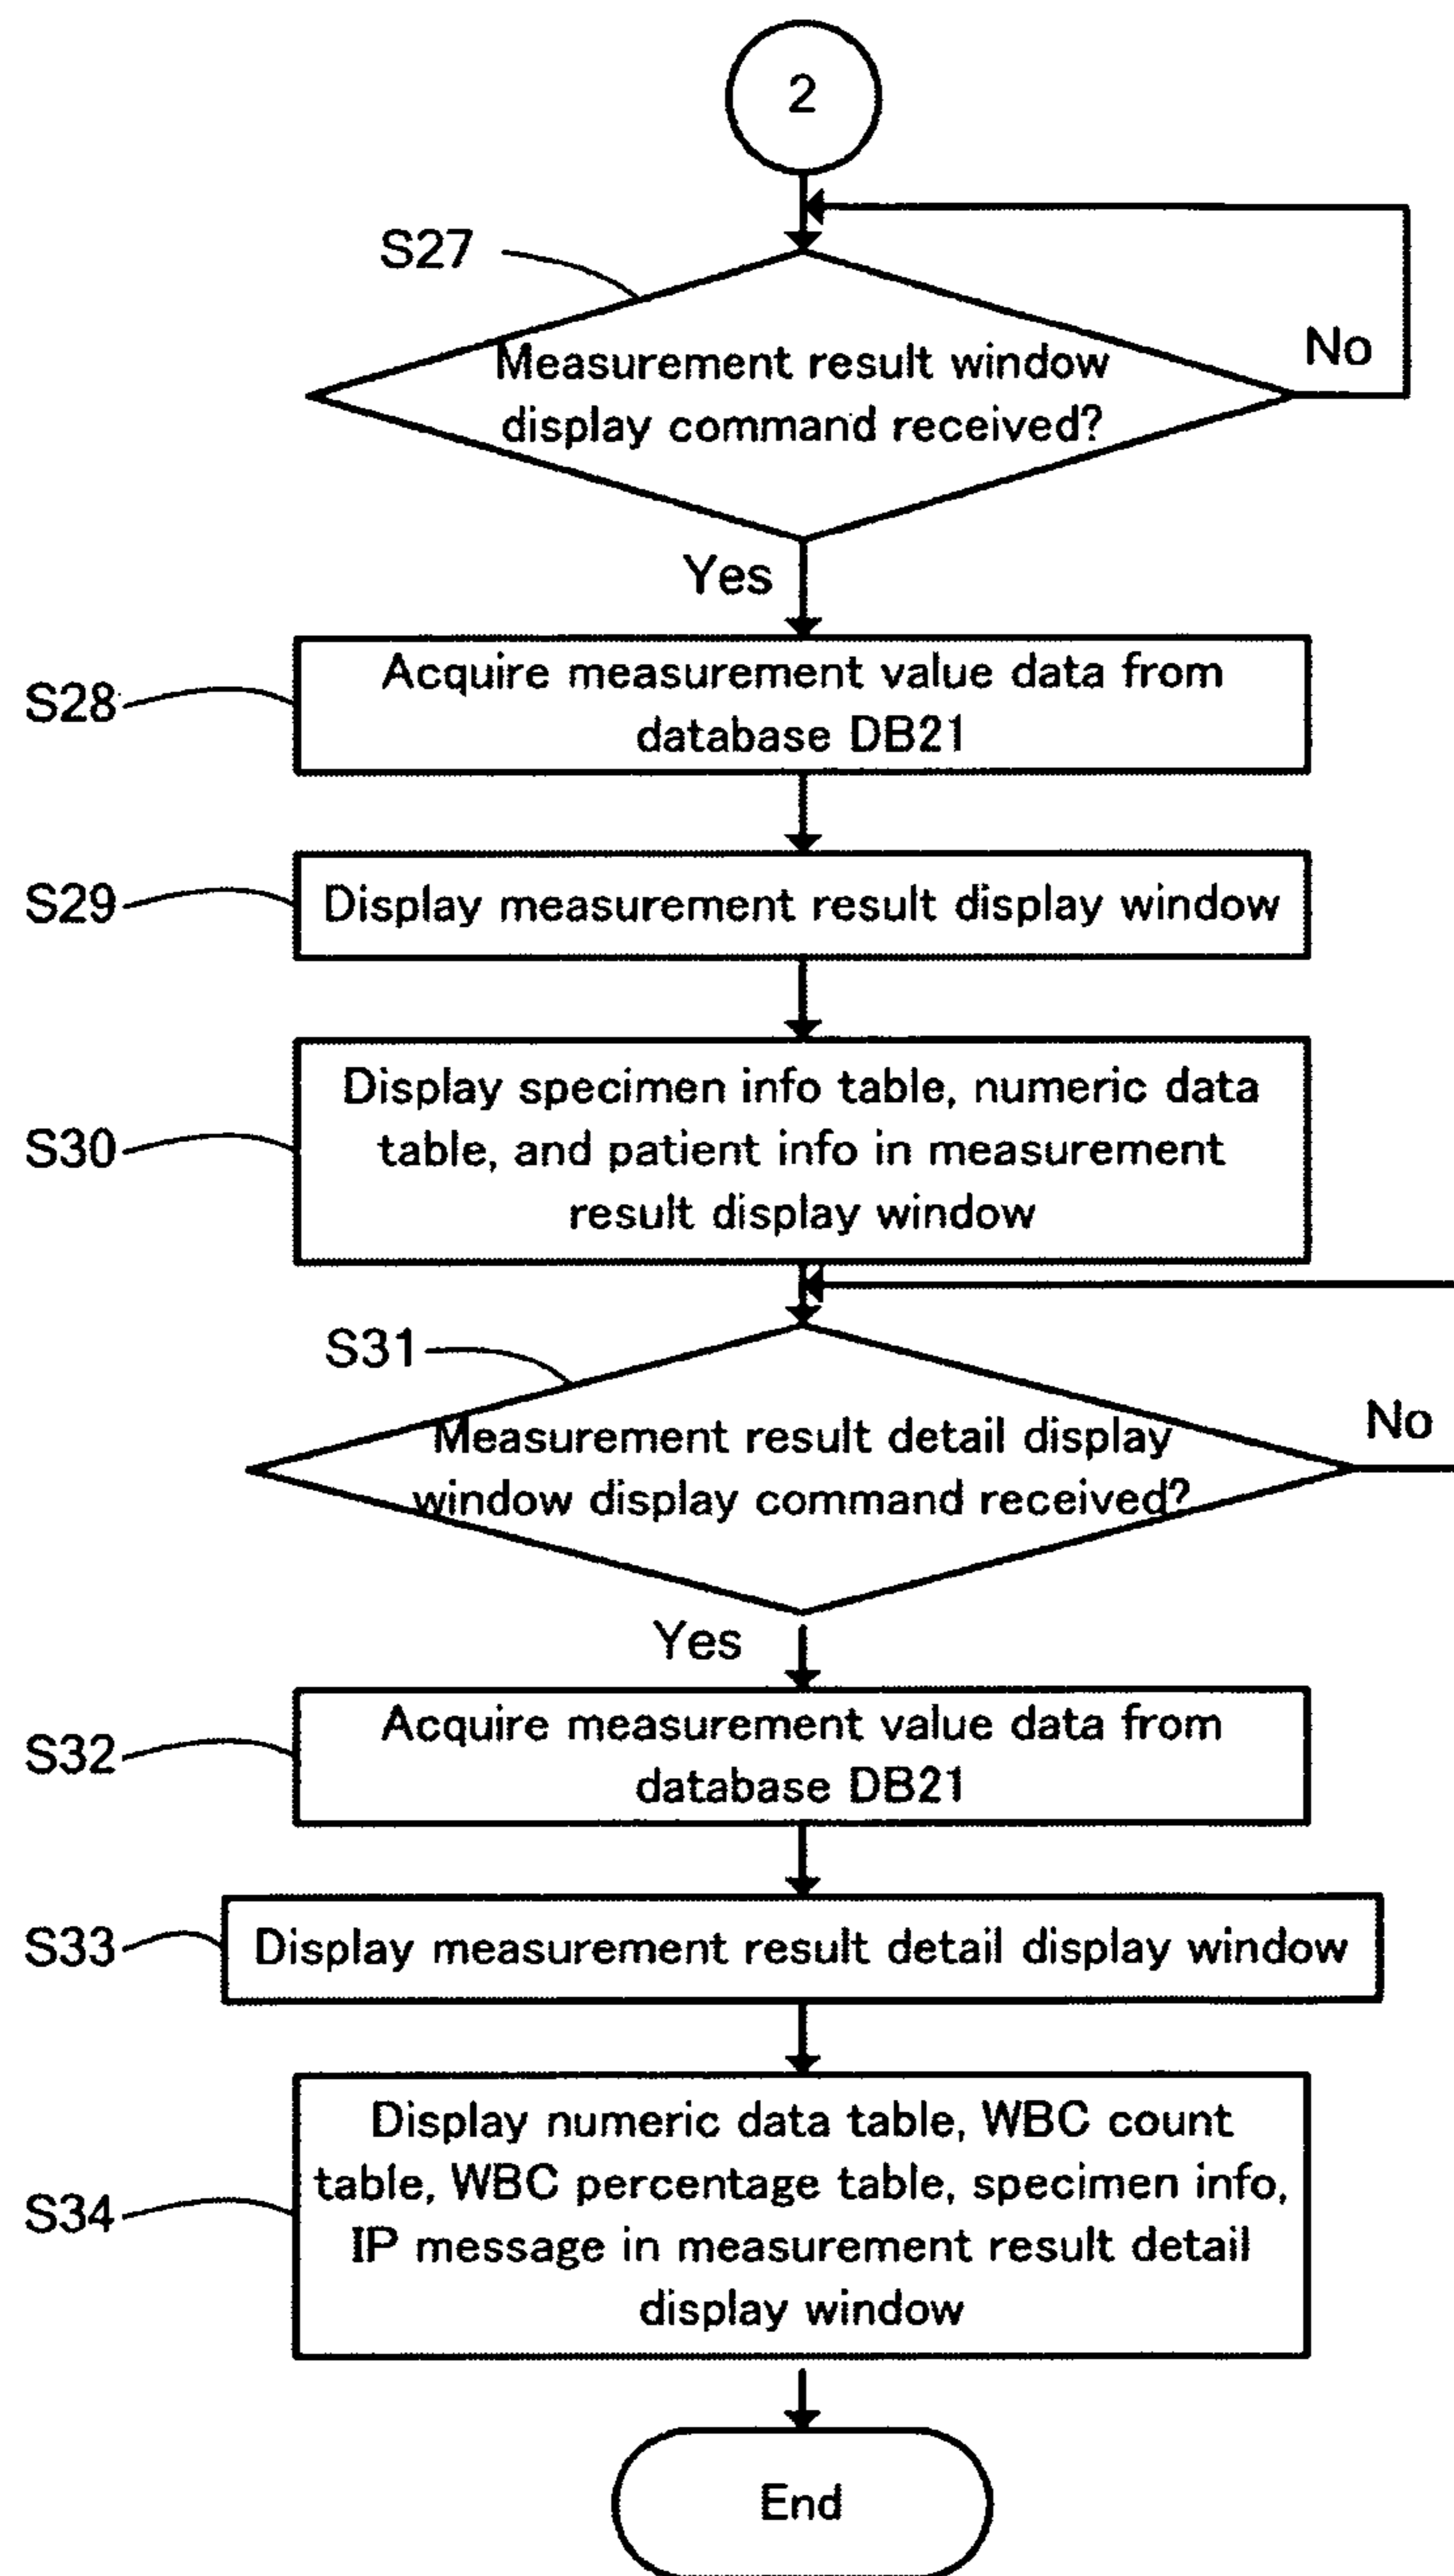 2
S27
Measurement result window
display command received?
No
Yes
S28
Acquire measurement value data from
database DB21
S29
Display measurement result display window
S30
Display specimen info table, numeric data
table, and patient info in measurement
result display window
S31
Measurement result detail display
window display command received?
No
Yes
S32
Acquire measurement value data from
database DB21
S33
Display measurement result detail display window
S34
Display numeric data table, WBC count
table, WBC percentage table, specimen info,
IP message in measurement result detail
display window
End